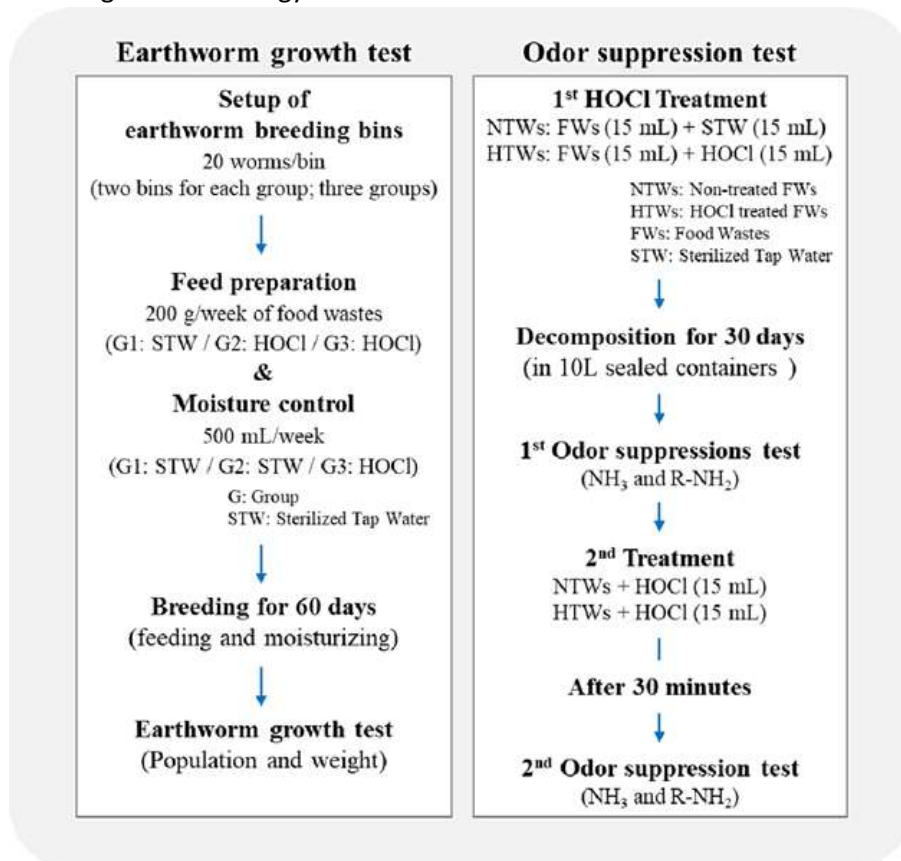 Earthworm growth test
Setup of
earthworm breeding bins
20 worms/bin
(two bins for each group; three groups)
Feed preparation
200 g/week of food wastes
(G1: STW / G2: HOCl / G3: HOCl)
&
Moisture control
500 mL/week
(G1: STW / G2: STW / G3: HOCl)
G: Group
STW: Sterilized Tap Water
Breeding for 60 days
(feeding and moisturizing)
Earthworm growth test
(Population and weight)
Odor suppression test
1st HOCl Treatment
NTWs: FWs (15 mL) + STW (15 mL)
HTWs: FWs (15 mL) + HOCl (15 mL)
NTWs: Non-treated FWs
HTWs: HOCl treated FWs
FWs: Food Wastes
STW: Sterilized Tap Water
Decomposition for 30 days
(in 10L sealed containers )
1st Odor suppressions test
(NH3 and R-NH2)
2nd Treatment
NTWs + HOCl (15 mL)
HTWs + HOCl (15 mL)
After 30 minutes
2nd Odor suppression test
(NH3 and R-NH2)